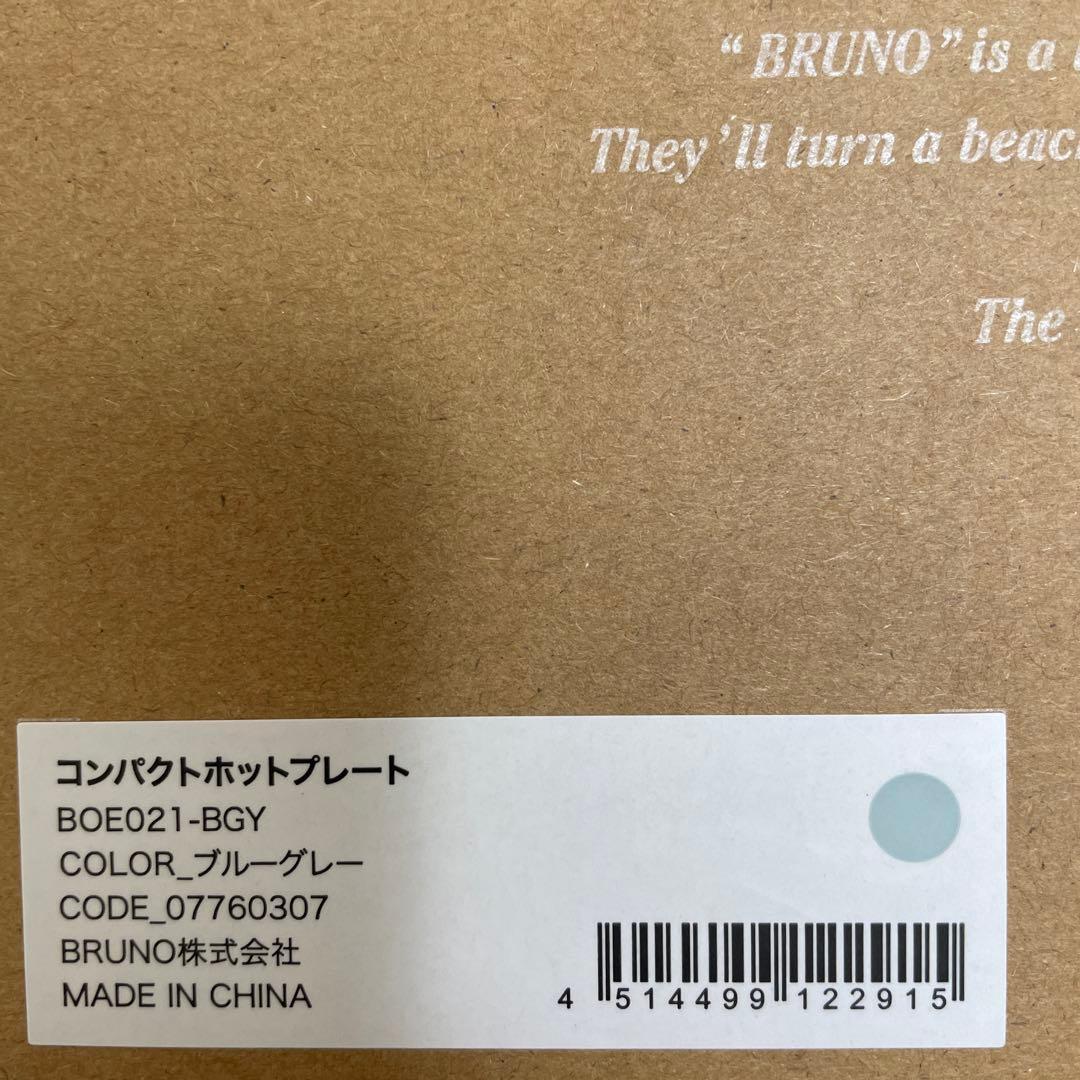 “BRUNO” is a
They’ll turn a
The
コンパクトホットプレート
BOE021-BGY
COLOR_ブルーグレー
CODE_07760307
BRUNO株式会社
MADE IN CHINA
4 514499 122915